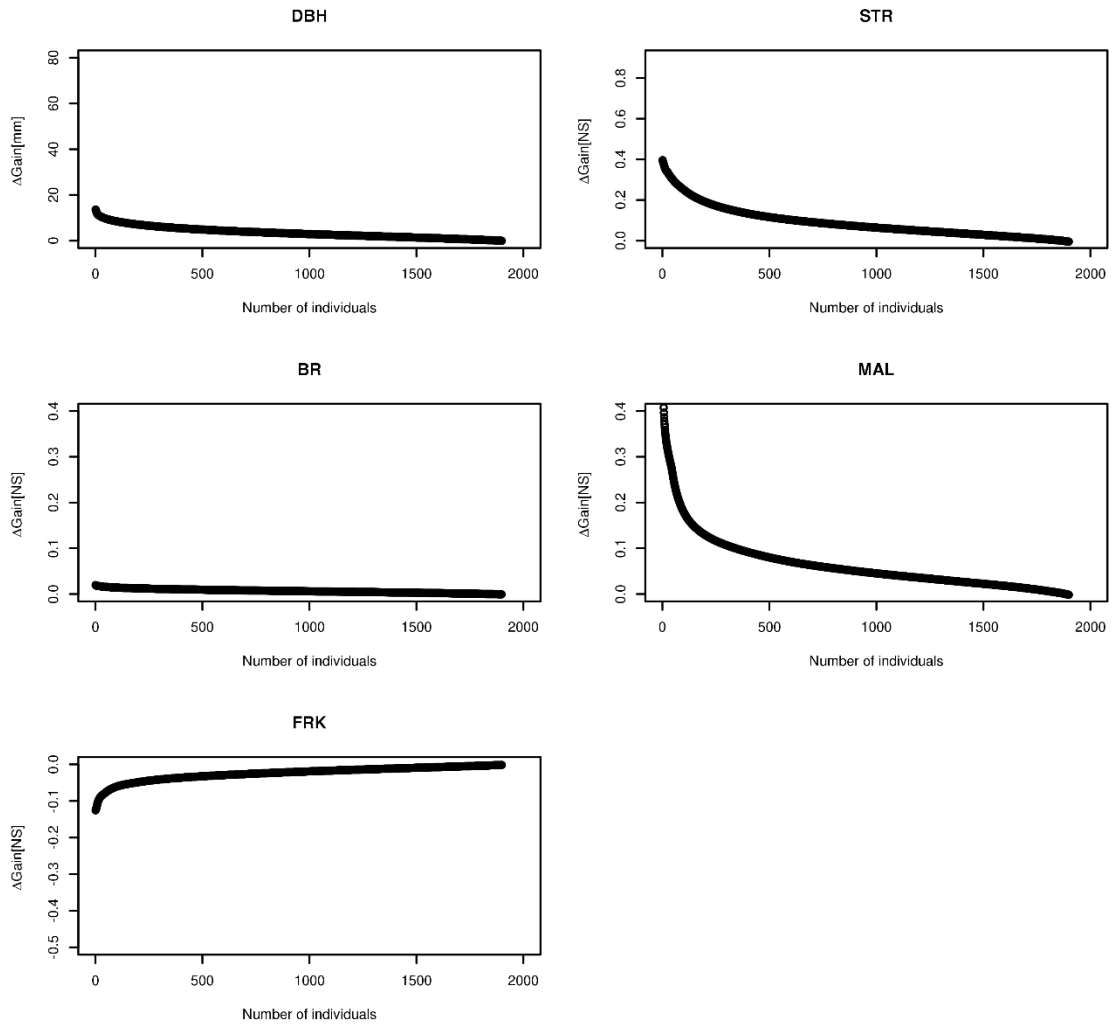 DBH
ΔGain[mm]
80
60
40
20
0
0 500 1000 1500 2000
Number of individuals
STR
ΔGain[NS]
0.8
0.6
0.4
0.2
0.0
0 500 1000 1500 2000
Number of individuals
BR
ΔGain[NS]
0.4
0.3
0.2
0.1
0.0
0 500 1000 1500 2000
Number of individuals
MAL
ΔGain[NS]
0.4
0.3
0.2
0.1
0.0
0 500 1000 1500 2000
Number of individuals
FRK
ΔGain[NS]
0.0
-0.1
-0.2
-0.3
-0.4
-0.5
0 500 1000 1500 2000
Number of individuals